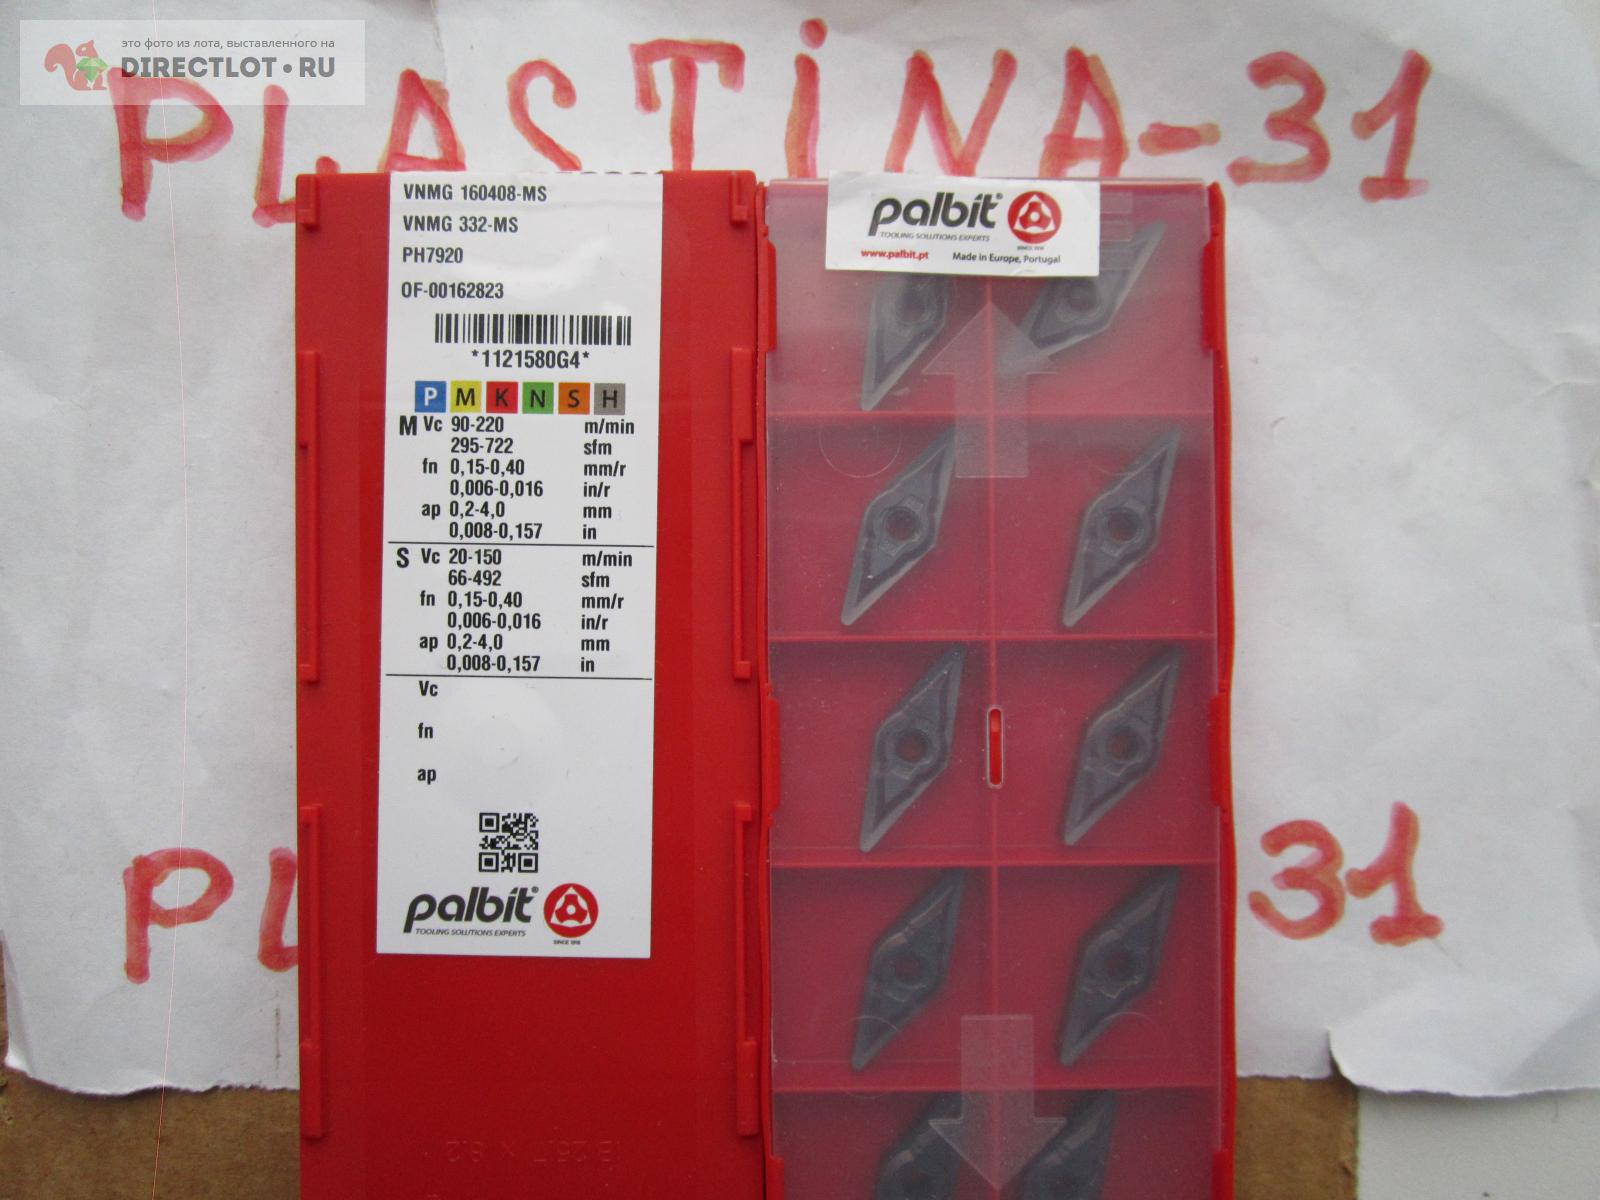 это фото из лота, выставленного на
DIRECTLOT•RU
PLASTINA-31
VNMG 160408-MS
VNMG 332-MS
PH7920
OF-00162823
*1121580G4*
P M K N S H
M Vc 90-220 m/min
295-722 sfm
fn 0,15-0,40 mm/r
0,006-0,016 in/r
ap 0,2-4,0 mm
0,008-0,157 in
S Vc 20-150 m/min
66-492 sfm
fn 0,15-0,40 mm/r
0,006-0,016 in/r
ap 0,2-4,0 mm
0,008-0,157 in
Vc
fn
ap
palbit®
TOOLING SOLUTIONS EXPERTS
SINCE 1916
palbit®
TOOLING SOLUTIONS EXPERTS
SINCE 1916
www.palbit.pt Made in Europe, Portugal
PL 31